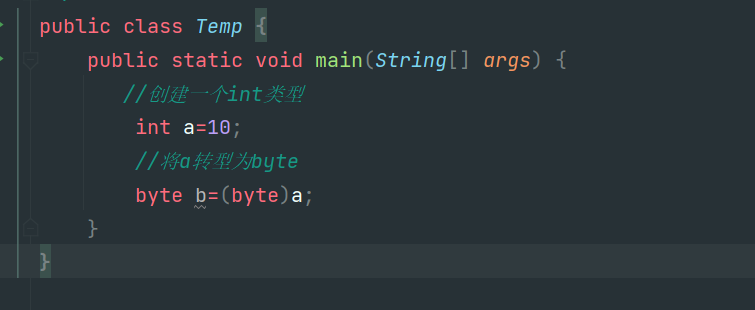 public class Temp {
public static void main(String[] args) {
//创建一个int类型
int a=10;
//将a转型为byte
byte b=(byte)a;
}
}